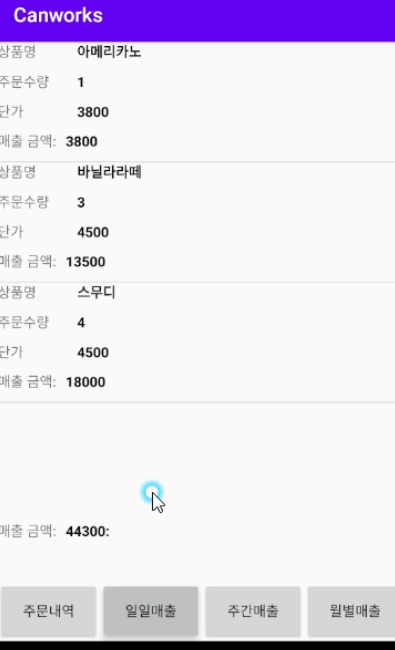 Canworks
상품명 아메리카노
주문수량 1
단가 3800
매출 금액: 3800
상품명 바닐라라떼
주문수량 3
단가 4500
매출 금액: 13500
상품명 스무디
주문수량 4
단가 4500
매출 금액: 18000
매출 금액: 44300:
주문내역 일일매출 주간매출 월별매출